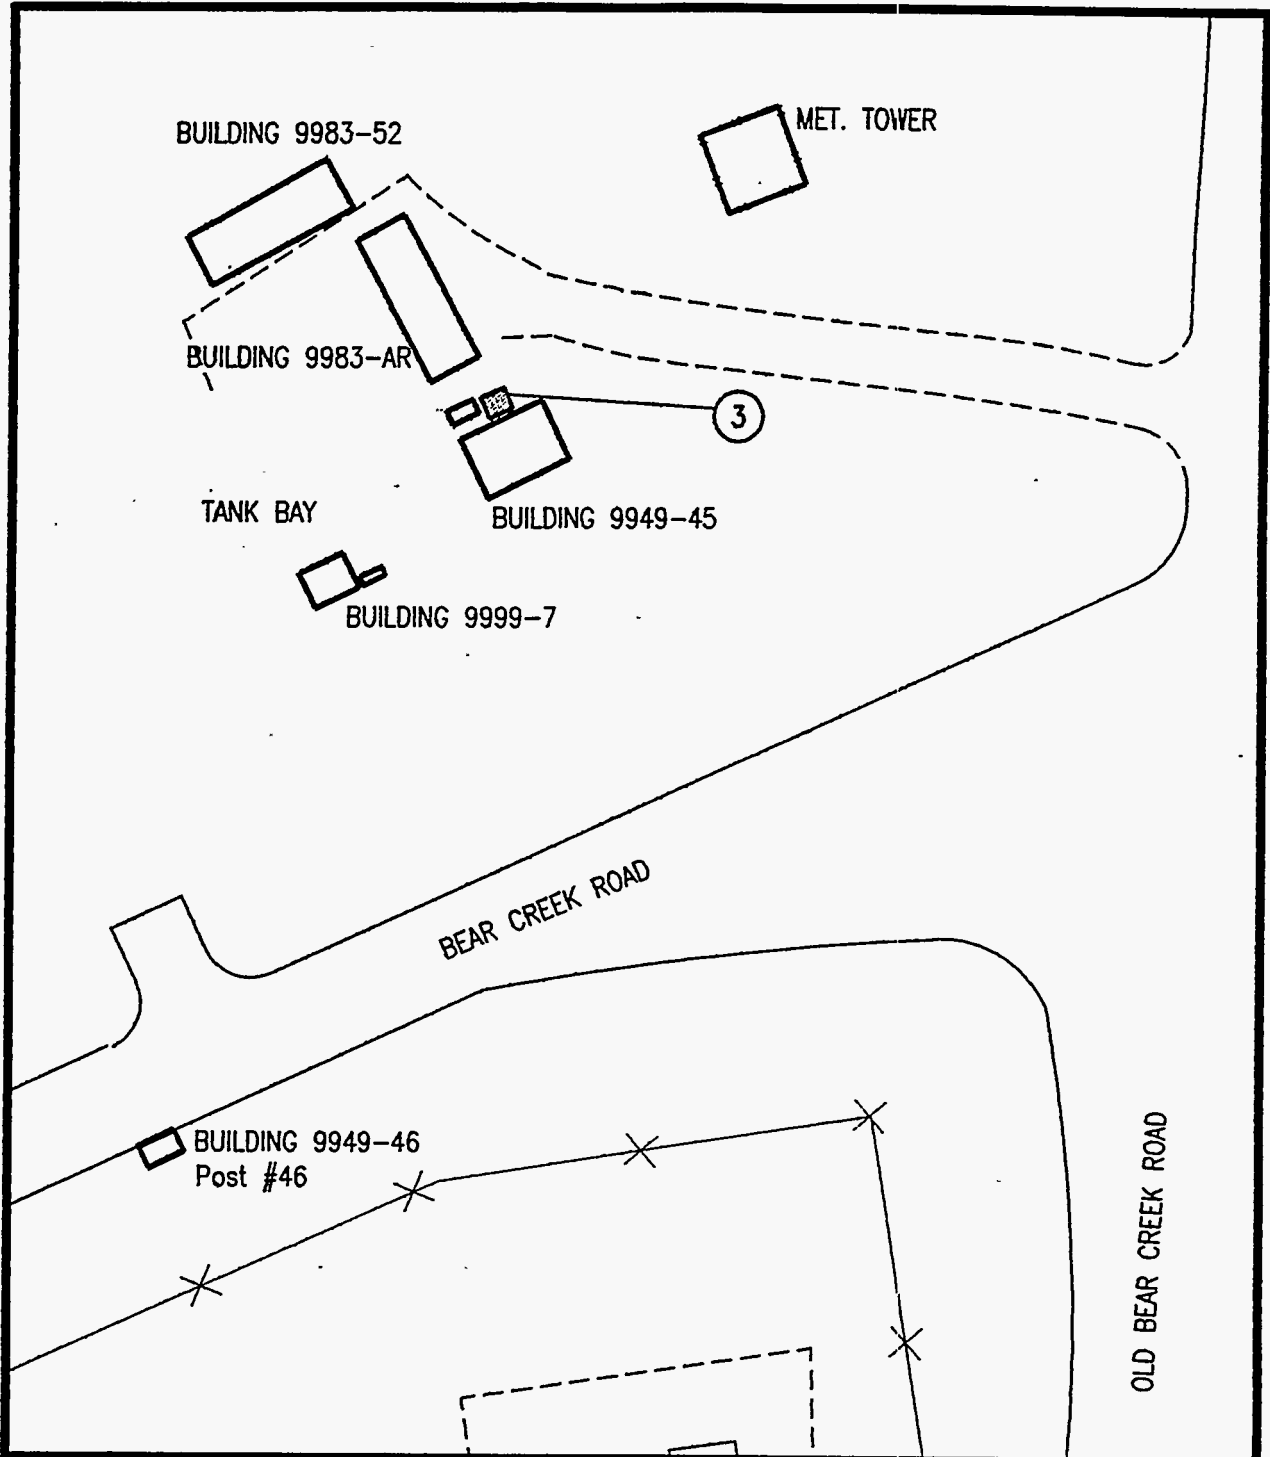 BUILDING 9983-52
MET. TOWER
BUILDING 9983-AR
3
TANK BAY
BUILDING 9949-45
BUILDING 9999-7
BEAR CREEK ROAD
BUILDING 9949-46
Post #46
OLD BEAR CREEK ROAD